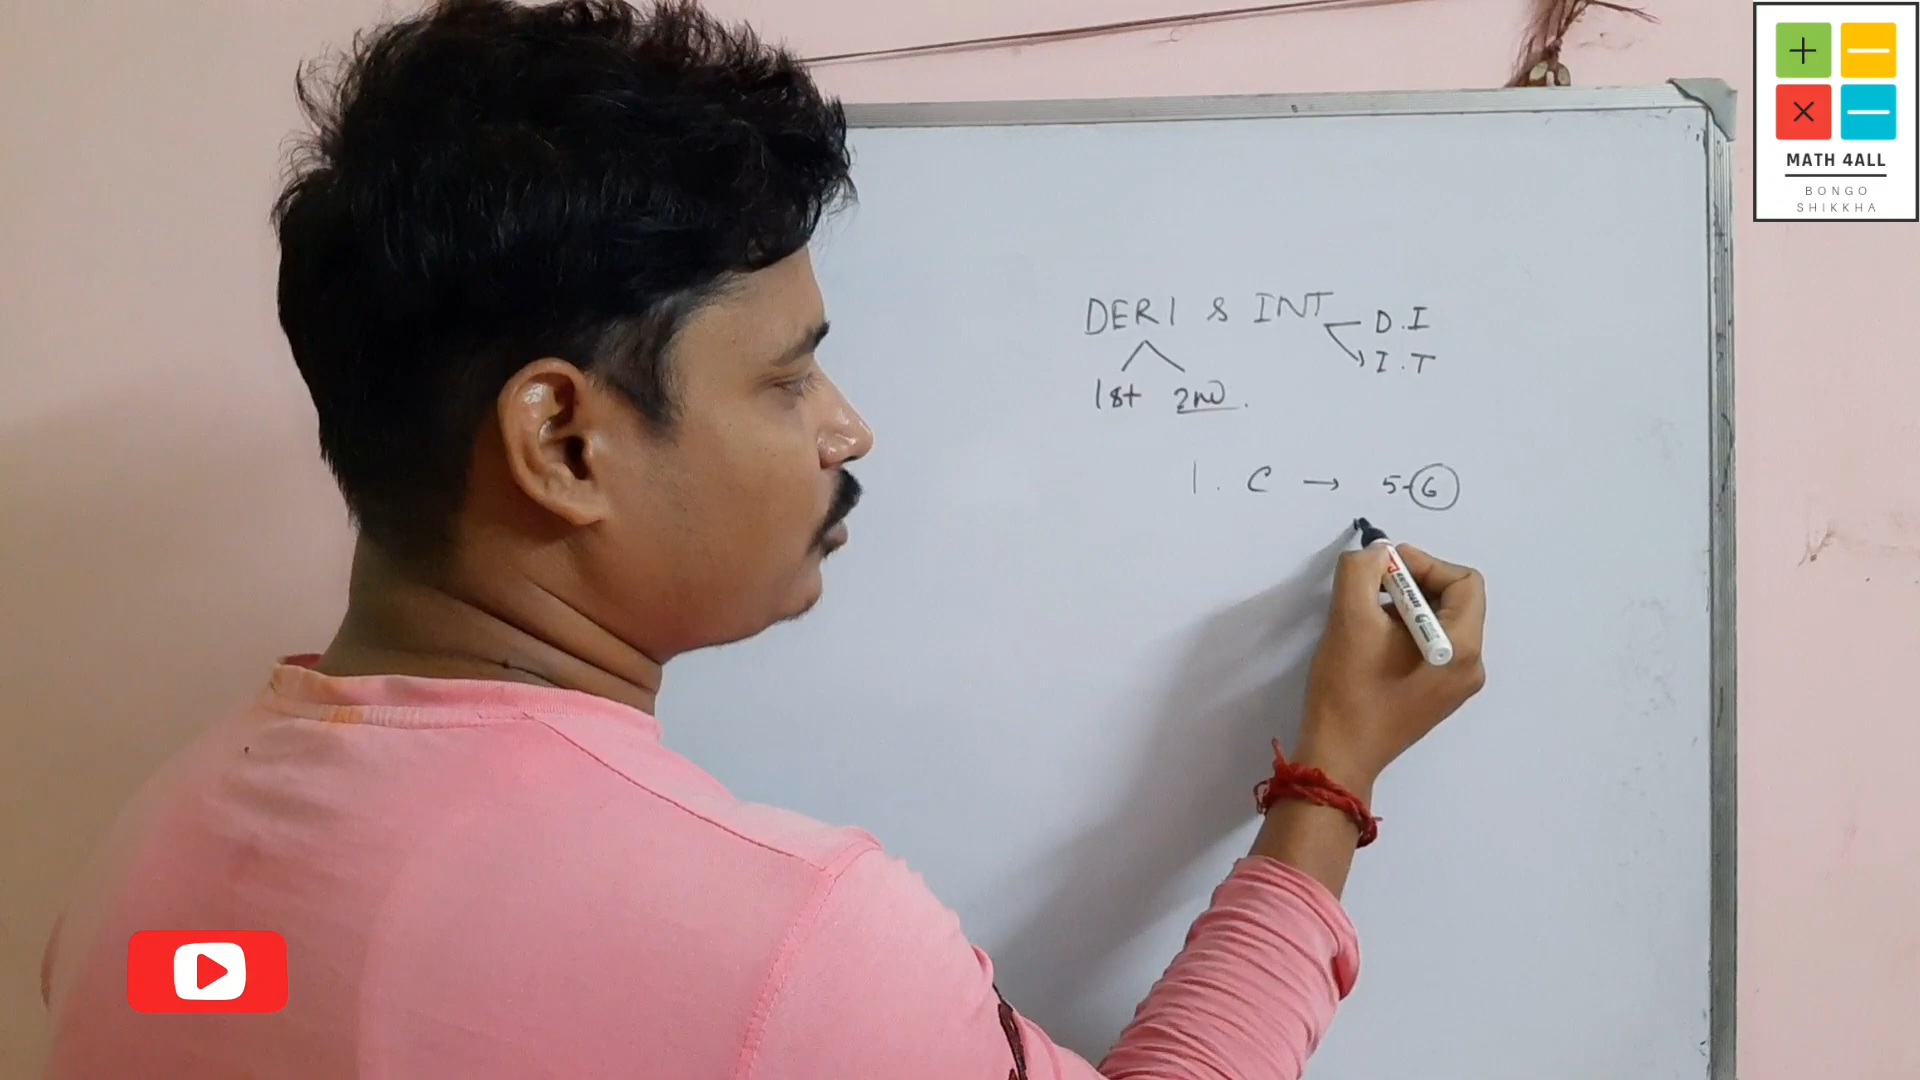 DERI & INT
D.I
I.T
1st 2nd.
1. C → 5-6
MATH 4ALL
BONGO
SHIKKHA